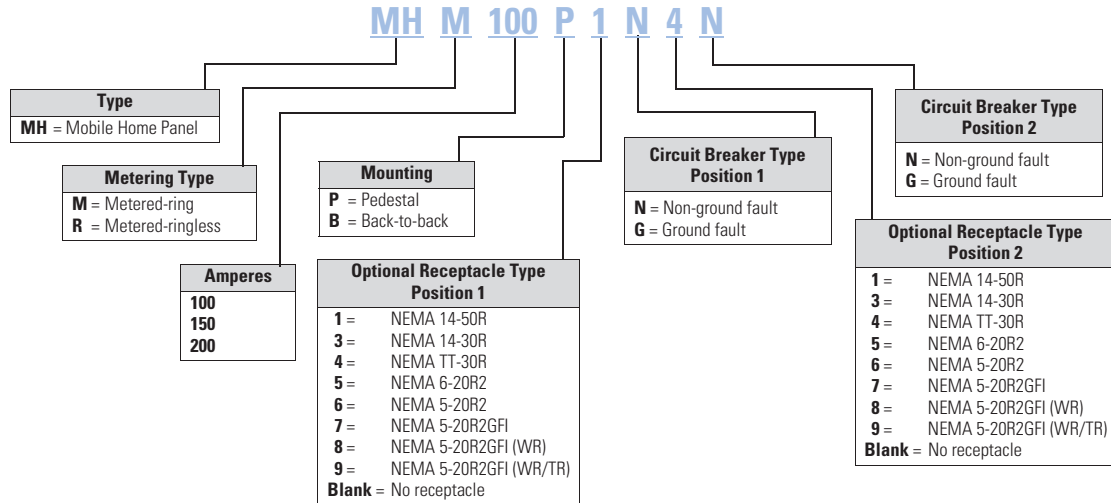 MH M 100 P 1 N 4 N
Type
MH = Mobile Home Panel
Metering Type
M = Metered-ring
R = Metered-ringless
Amperes
100
150
200
Mounting
P = Pedestal
B = Back-to-back
Optional Receptacle Type
Position 1
1 = NEMA 14-50R
3 = NEMA 14-30R
4 = NEMA TT-30R
5 = NEMA 6-20R2
6 = NEMA 5-20R2
7 = NEMA 5-20R2GFI
8 = NEMA 5-20R2GFI (WR)
9 = NEMA 5-20R2GFI (WR/TR)
Blank = No receptacle
Circuit Breaker Type
Position 1
N = Non-ground fault
G = Ground fault
Optional Receptacle Type
Position 2
1 = NEMA 14-50R
3 = NEMA 14-30R
4 = NEMA TT-30R
5 = NEMA 6-20R2
6 = NEMA 5-20R2
7 = NEMA 5-20R2GFI
8 = NEMA 5-20R2GFI (WR)
9 = NEMA 5-20R2GFI (WR/TR)
Blank = No receptacle
Circuit Breaker Type
Position 2
N = Non-ground fault
G = Ground fault